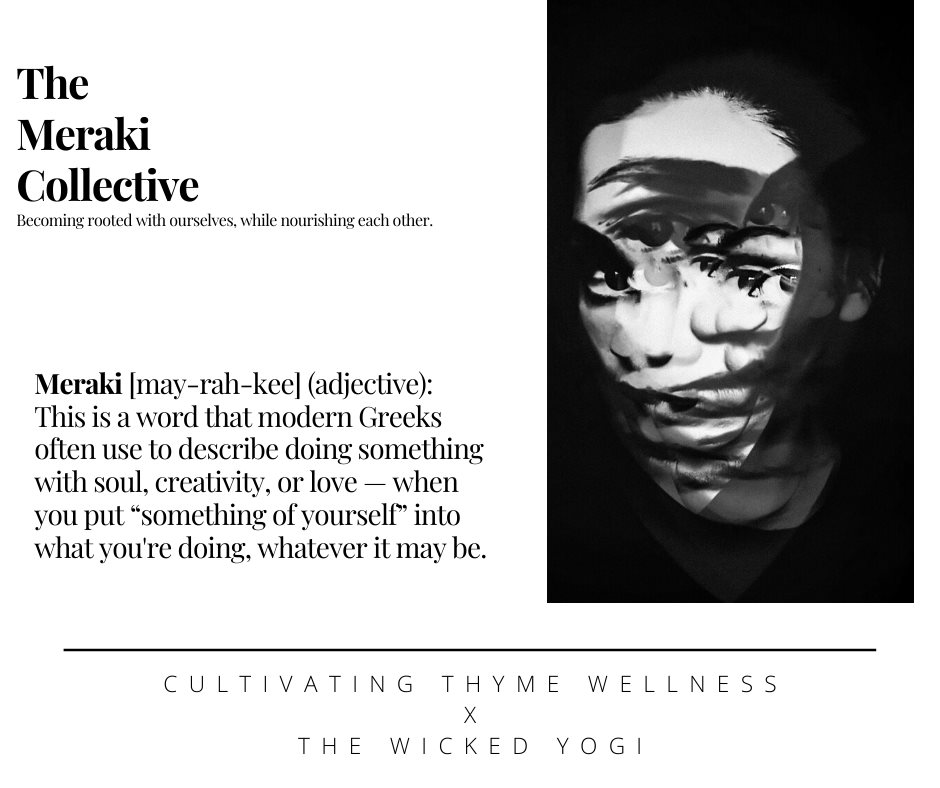 The
Meraki
Collective
Becoming rooted with ourselves, while nourishing each other.
Meraki [may-rah-kee] (adjective):
This is a word that modern Greeks
often use to describe doing something
with soul, creativity, or love — when
you put “something of yourself” into
what you're doing, whatever it may be.
CULTIVATING THYME WELLNESS
X
THE WICKED YOGI